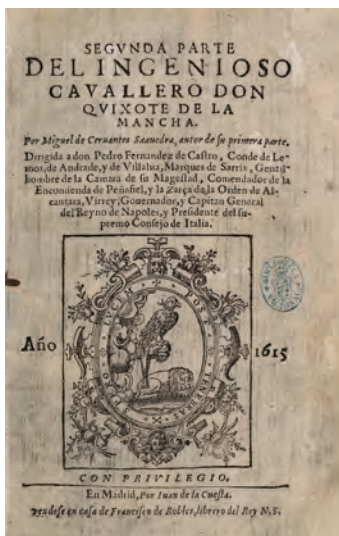 SEGVNDA PARTE
DEL INGENIOSO
CAVALLERO DON
QVIXOTE DE LA
MANCHA.
Por Miguel de Ceruantes Saauedra, autor de su primera parte.
Dirigida a don Pedro Fernandez de Castro, Conde de Le-
mos, de Andrade, y de Villalua, Marques de Sarria, Gentil-
hombre de la Camara de su Magestad, Comendador de la
Encomienda de Peñafiel, y la Zarça de la Orden de Al-
cantara, Virrey, Gouernador, y Capitan General
del Reyno de Napoles, y Presidente del su-
premo Consejo de Italia.
POST TENEBRAS
Año 1615
CON PRIVILEGIO,
En Madrid, Por Iuan de la Cuesta.
Vendese en casa de Francisco de Robles, librero del Rey N.S.